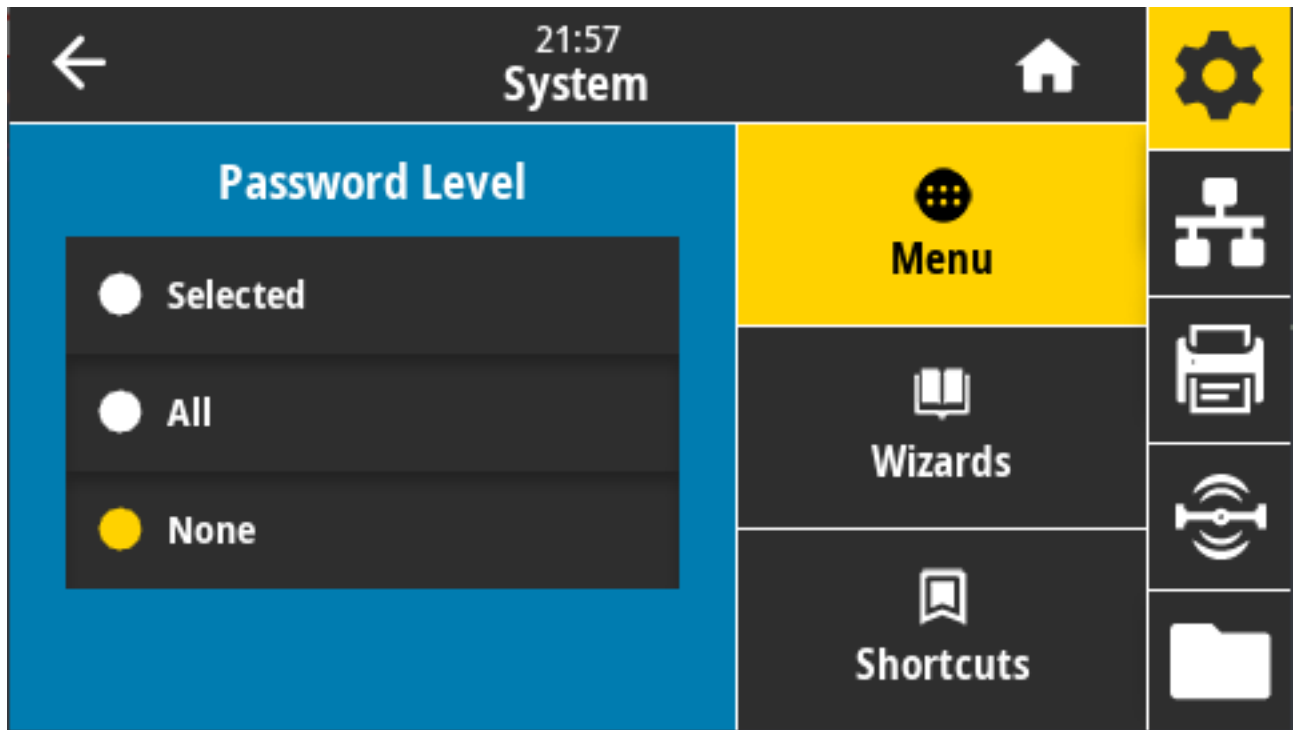 21:57
System
Password Level
Selected
All
None
Menu
Wizards
Shortcuts